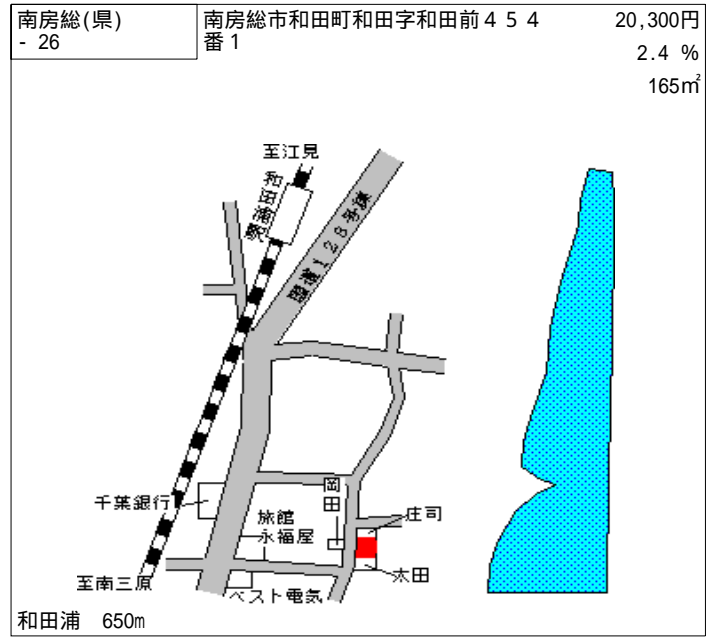 南房総(県)
- 26
南房総市和田町和田字和田前４５４
番１
20,300円
2.4 %
165㎡
至江見
和田浦駅
国道１２８号線
千葉銀行
旅館
永福屋
岡田
庄司
太田
至南三原
ベスト電気
和田浦　650m